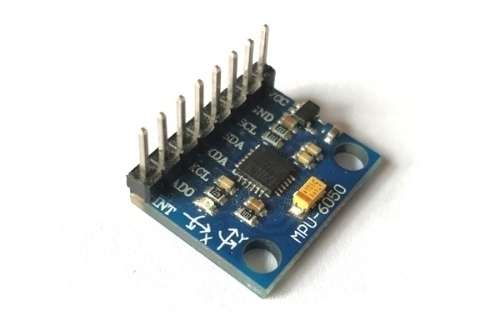 VCC
GND
SCL
SDA
XDA
XCL
ADO
INT
X
Y
MPU-6050